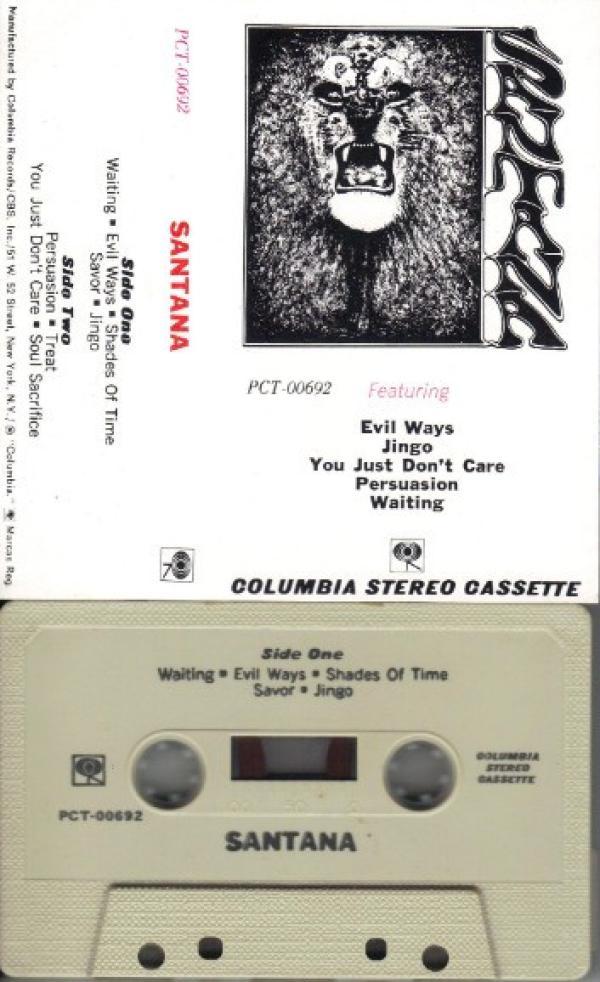 SANTANA
PCT-00692
Featuring
Evil Ways
Jingo
You Just Don't Care
Persuasion
Waiting
COLUMBIA STEREO CASSETTE
PCT-00692
SANTANA
Side One
Waiting ▪ Evil Ways ▪ Shades Of Time
Savor ▪ Jingo
Side Two
Persuasion ▪ Treat
You Just Don't Care ▪ Soul Sacrifice
Manufactured by Columbia Records/CBS, Inc./51 W. 52 Street, New York, N.Y./ ℗ "Columbia," Marcas Reg.
70
Side One
Waiting ▪ Evil Ways ▪ Shades Of Time
Savor ▪ Jingo
COLUMBIA
STEREO
CASSETTE
PCT-00692
SANTANA